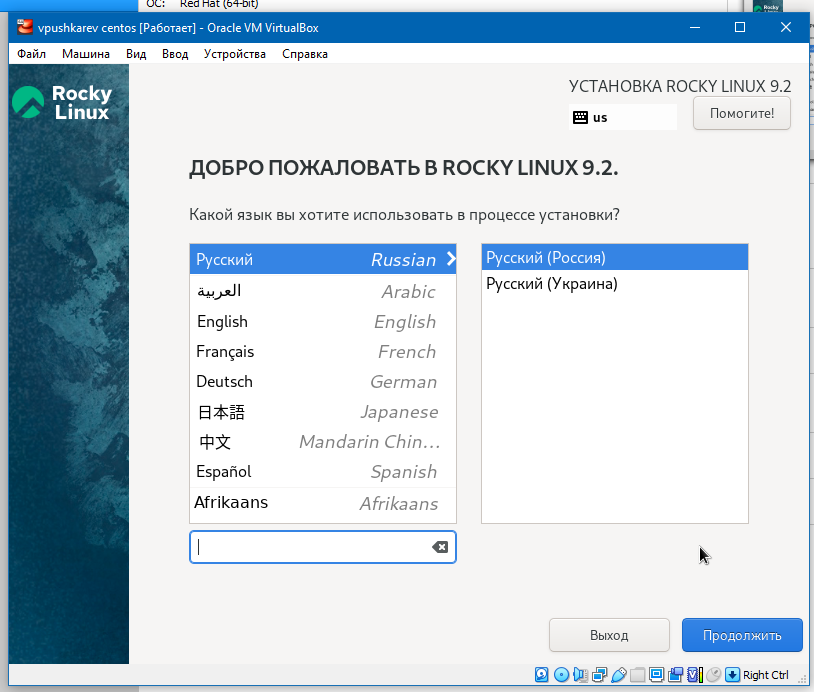 ОС: Red Hat (64-bit)
Rocky
vpushkarev centos [Работает] - Oracle VM VirtualBox
Файл Машина Вид Ввод Устройства Справка
Rocky
Linux
УСТАНОВКА ROCKY LINUX 9.2
us
Помогите!
ДОБРО ПОЖАЛОВАТЬ В ROCKY LINUX 9.2.
Какой язык вы хотите использовать в процессе установки?
Русский Russian
العربية Arabic
English English
Français French
Deutsch German
日本語 Japanese
中文 Mandarin Chin…
Español Spanish
Afrikaans Afrikaans
Русский (Россия)
Русский (Украина)
Выход
Продолжить
Right Ctrl